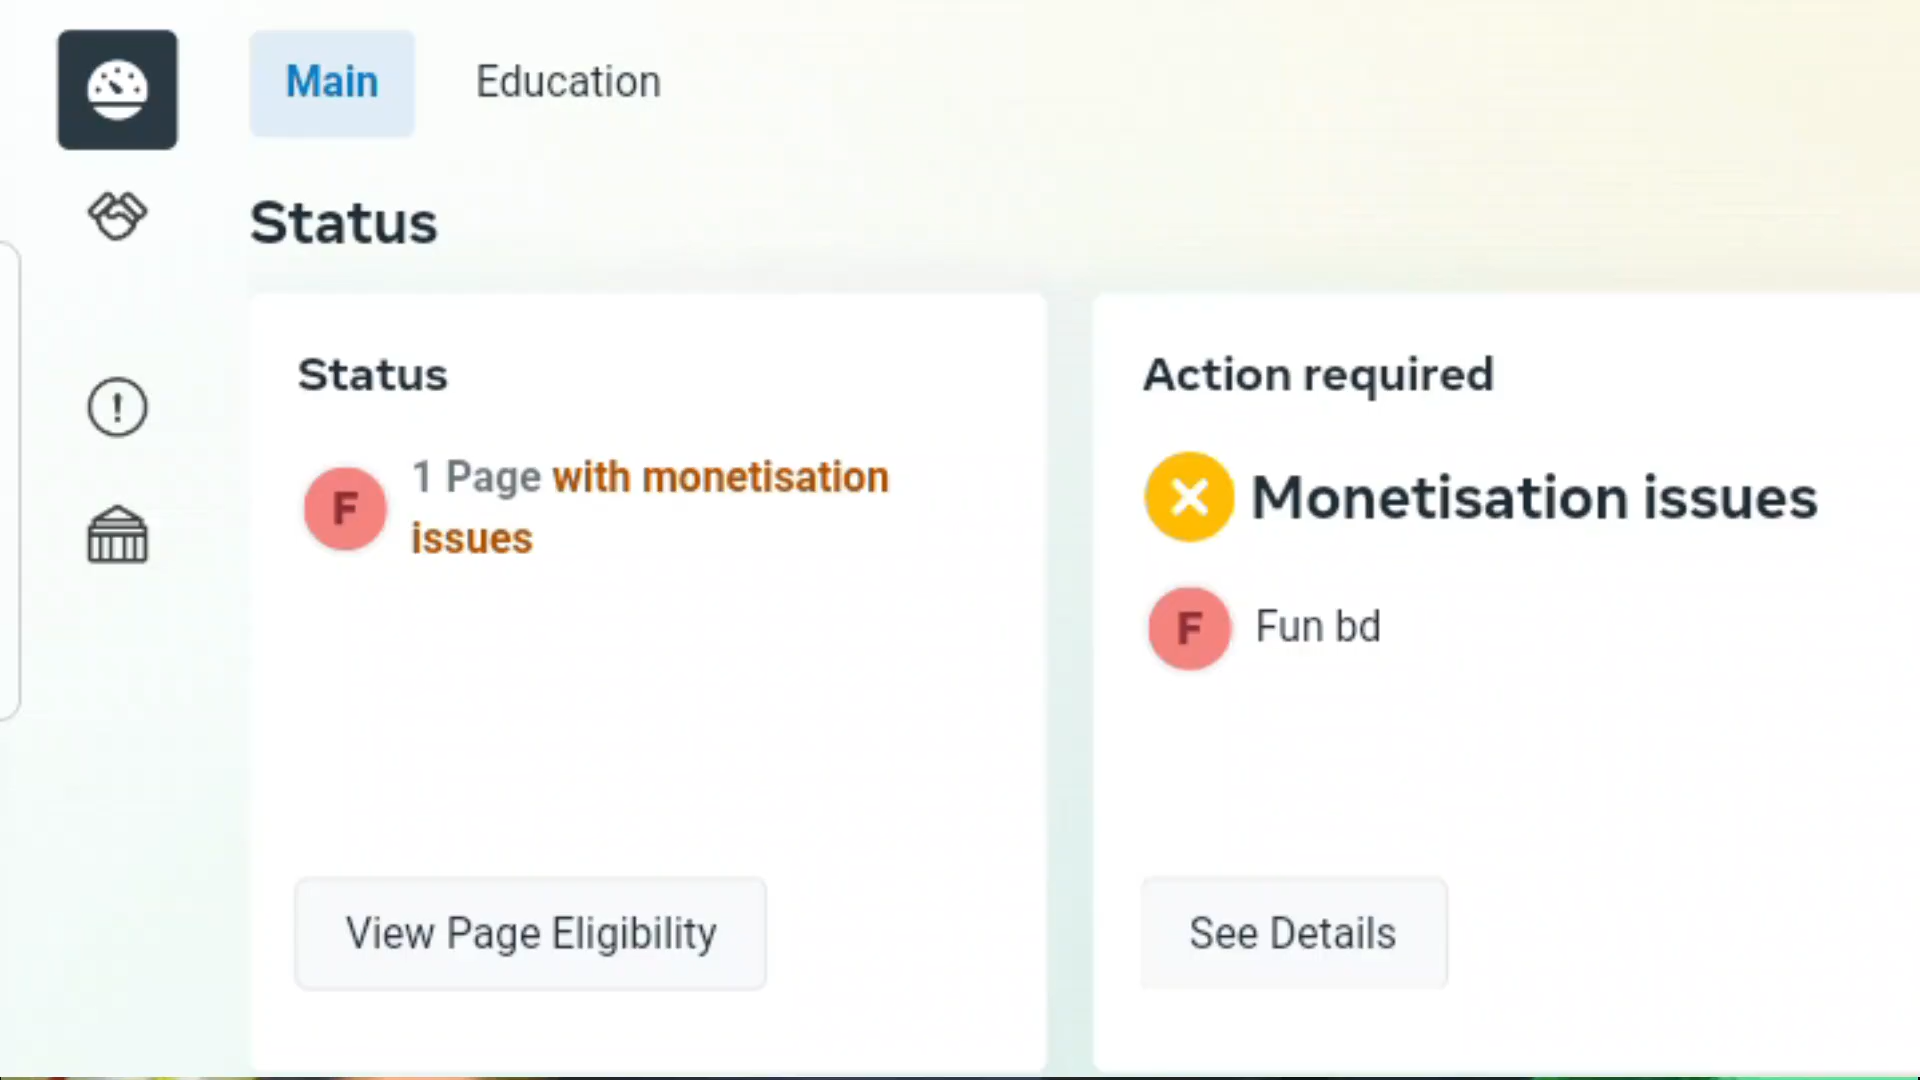 Main
Education
Status
Status
F
1 Page with monetisation
issues
View Page Eligibility
Action required
Monetisation issues
F
Fun bd
See Details